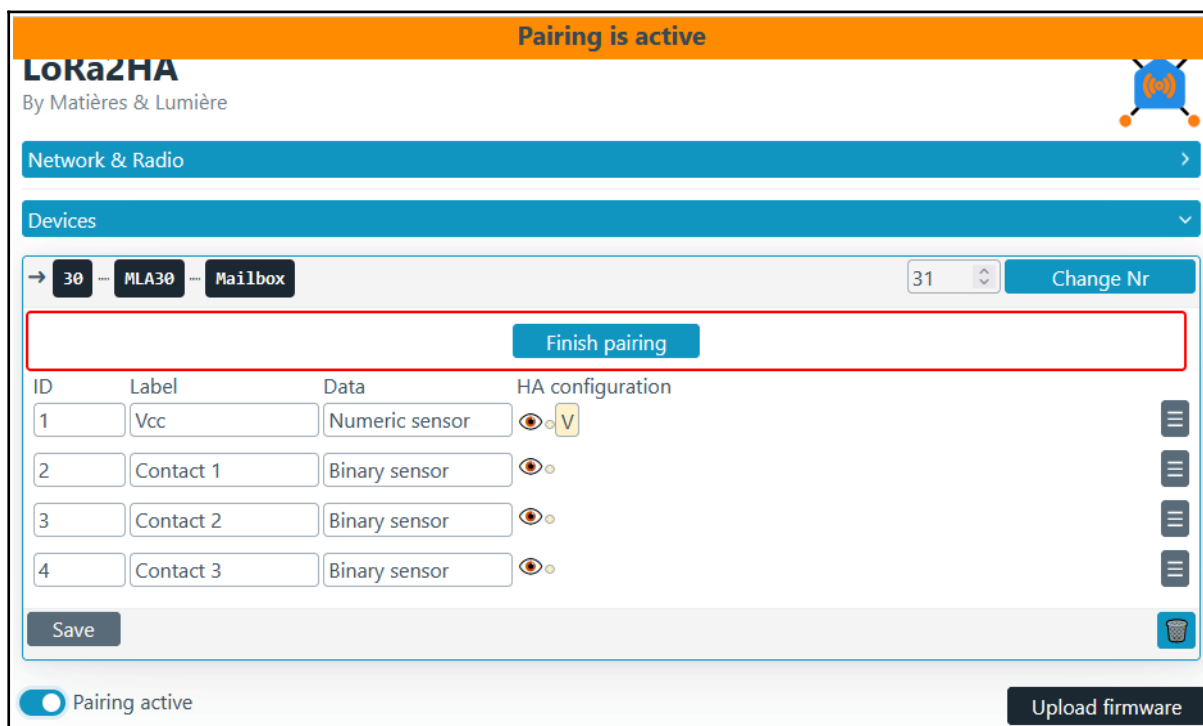 Pairing is active
LoRa2HA
By Matières & Lumière
Network & Radio
Devices
→ 30 MLA30 Mailbox 31 Change Nr
Finish pairing
ID Label Data HA configuration
1 Vcc Numeric sensor V
2 Contact 1 Binary sensor
3 Contact 2 Binary sensor
4 Contact 3 Binary sensor
Save
Pairing active Upload firmware